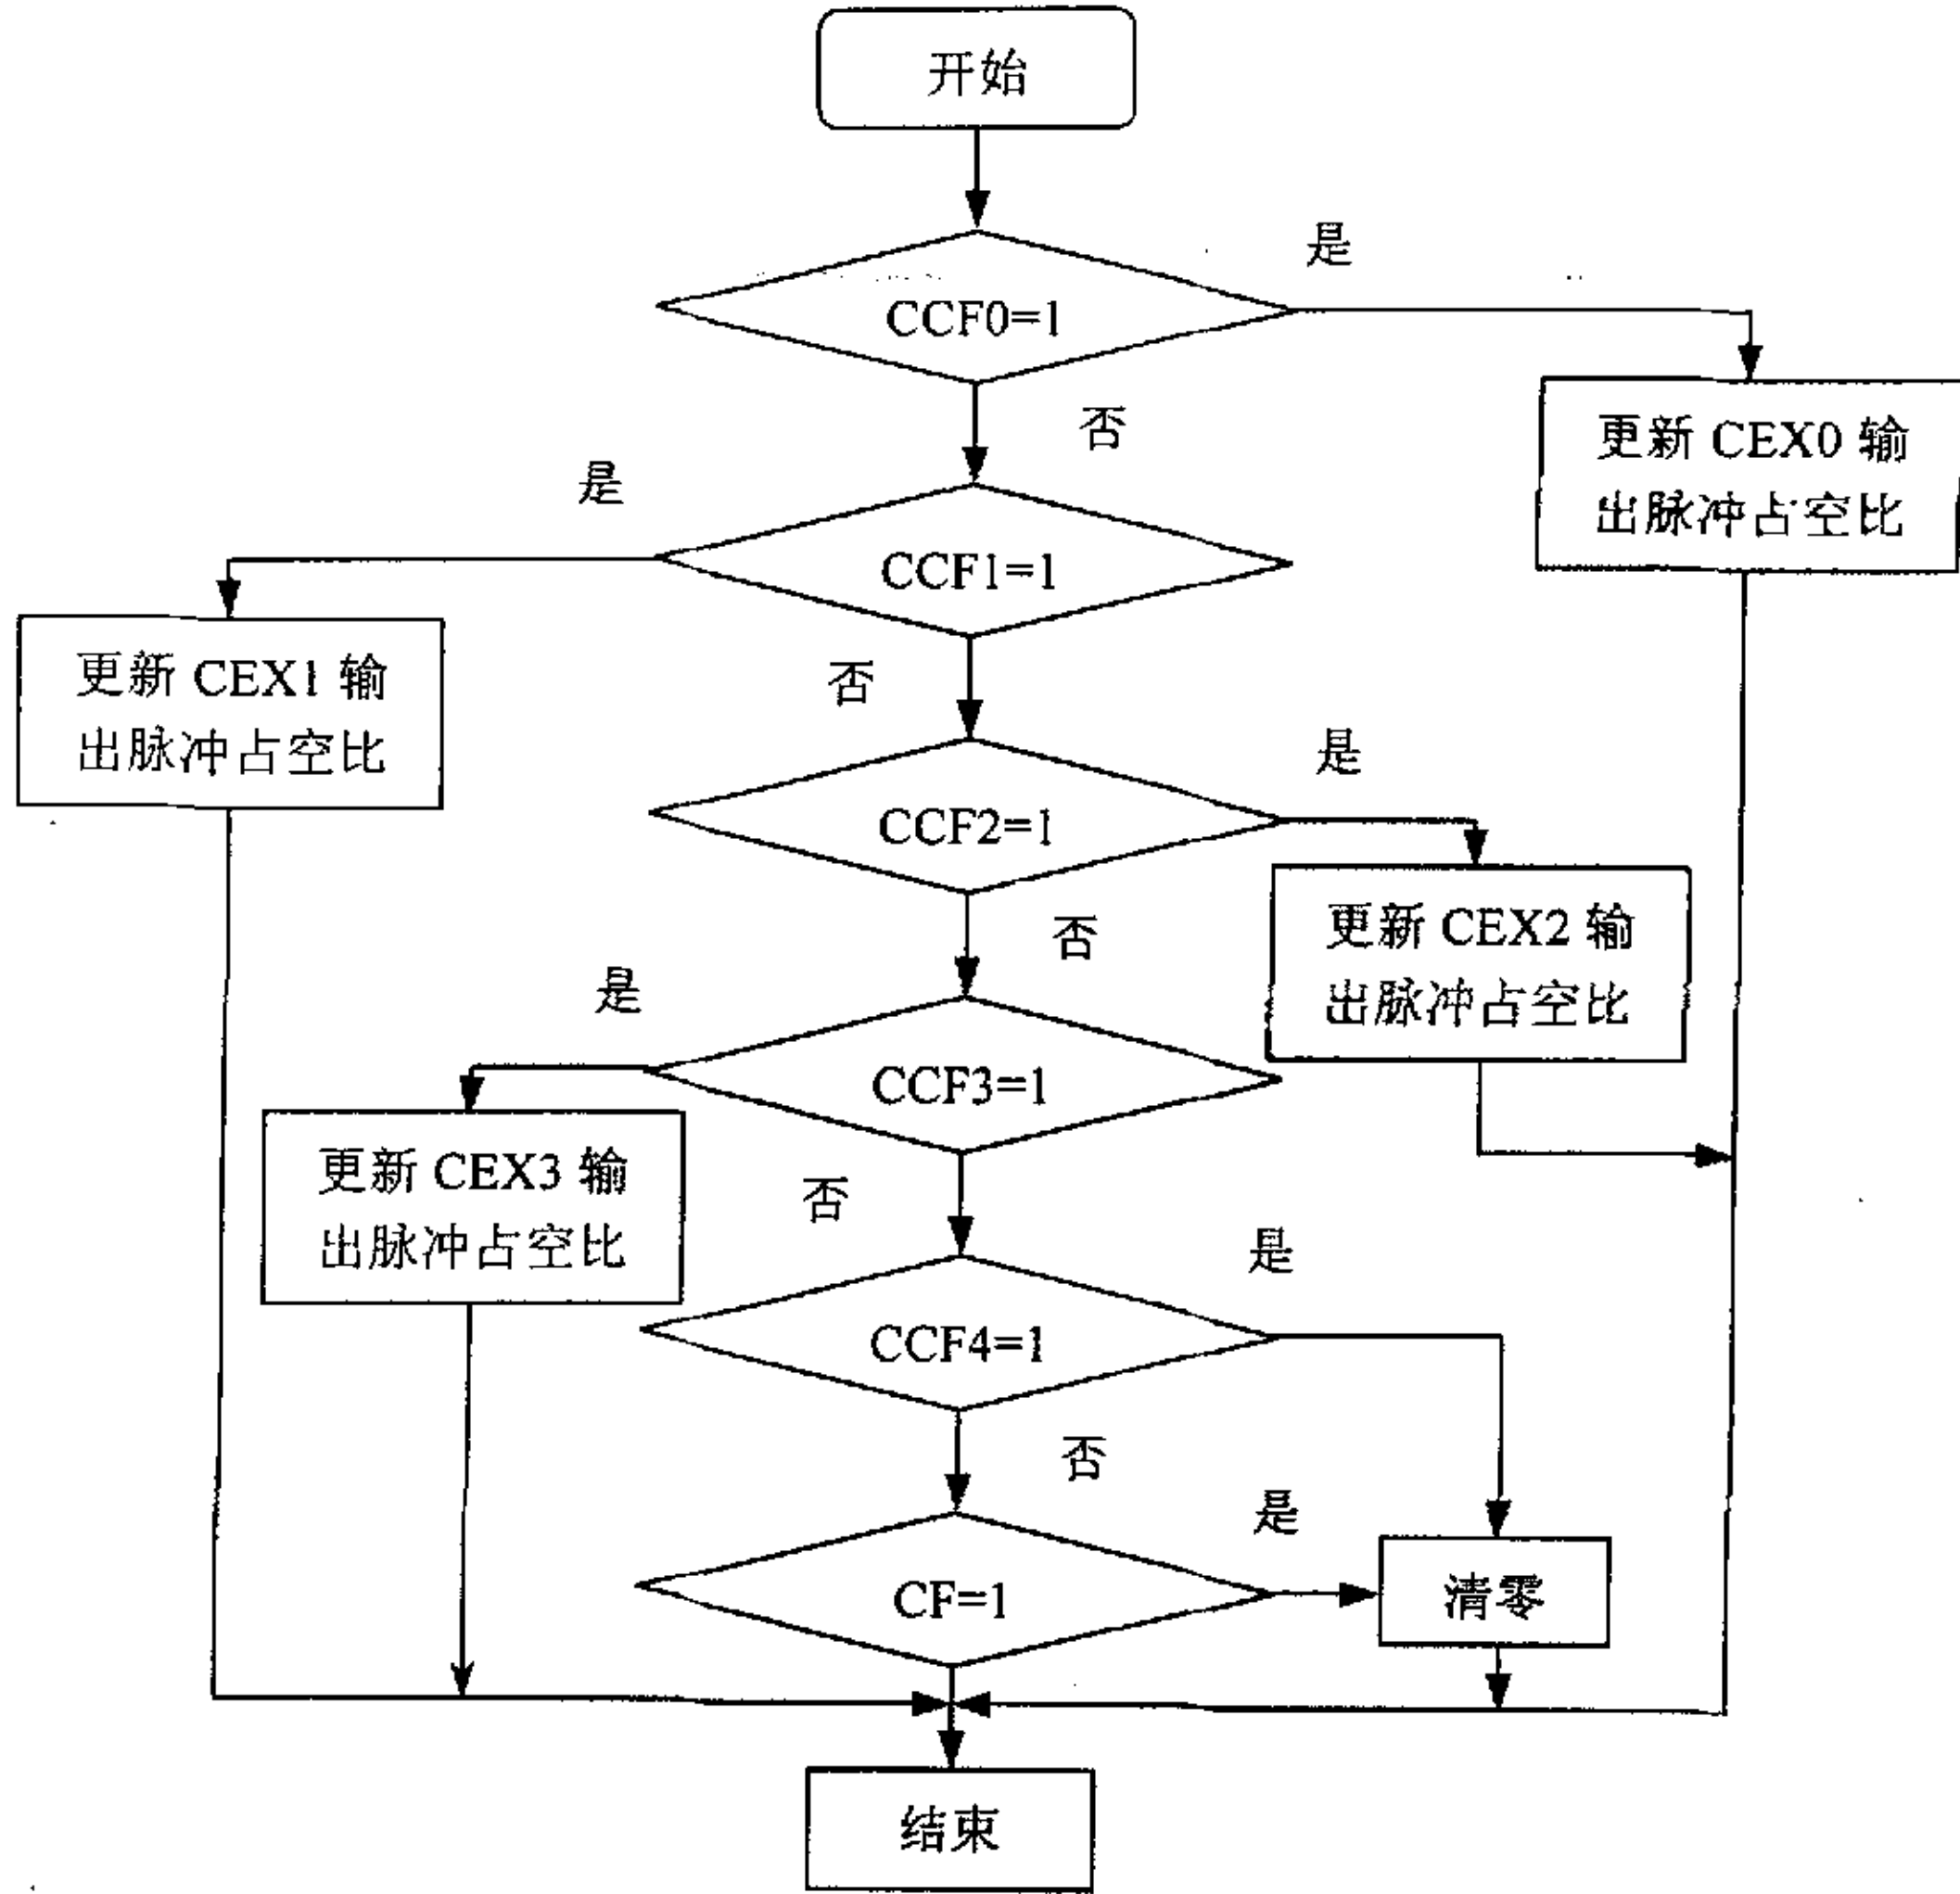 开始
是
CCF0=1
否
更新 CEX0 输
出脉冲占空比
是
CCF1=1
更新 CEX1 输
出脉冲占空比
否
是
CCF2=1
更新 CEX2 输
出脉冲占空比
否
是
CCF3=1
更新 CEX3 输
出脉冲占空比
否
是
CCF4=1
否
是
CF=1
清零
结束